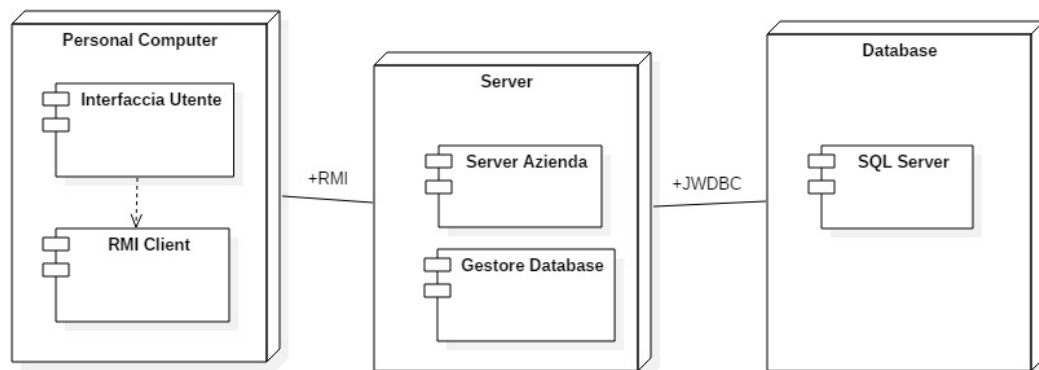 Personal Computer
Interfaccia Utente
RMI Client
+RMI
Server
Server Azienda
Gestore Database
+JWDBC
Database
SQL Server